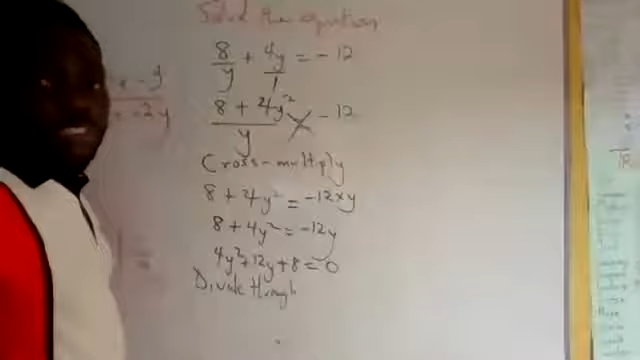 Solve the equation
8/y + 4y/1 = -12
8 + 4y²/y -12
Cross-multiply
8 + 4y² = -12xy
8 + 4y² = -12y
4y²+12y+8=0
Divide through